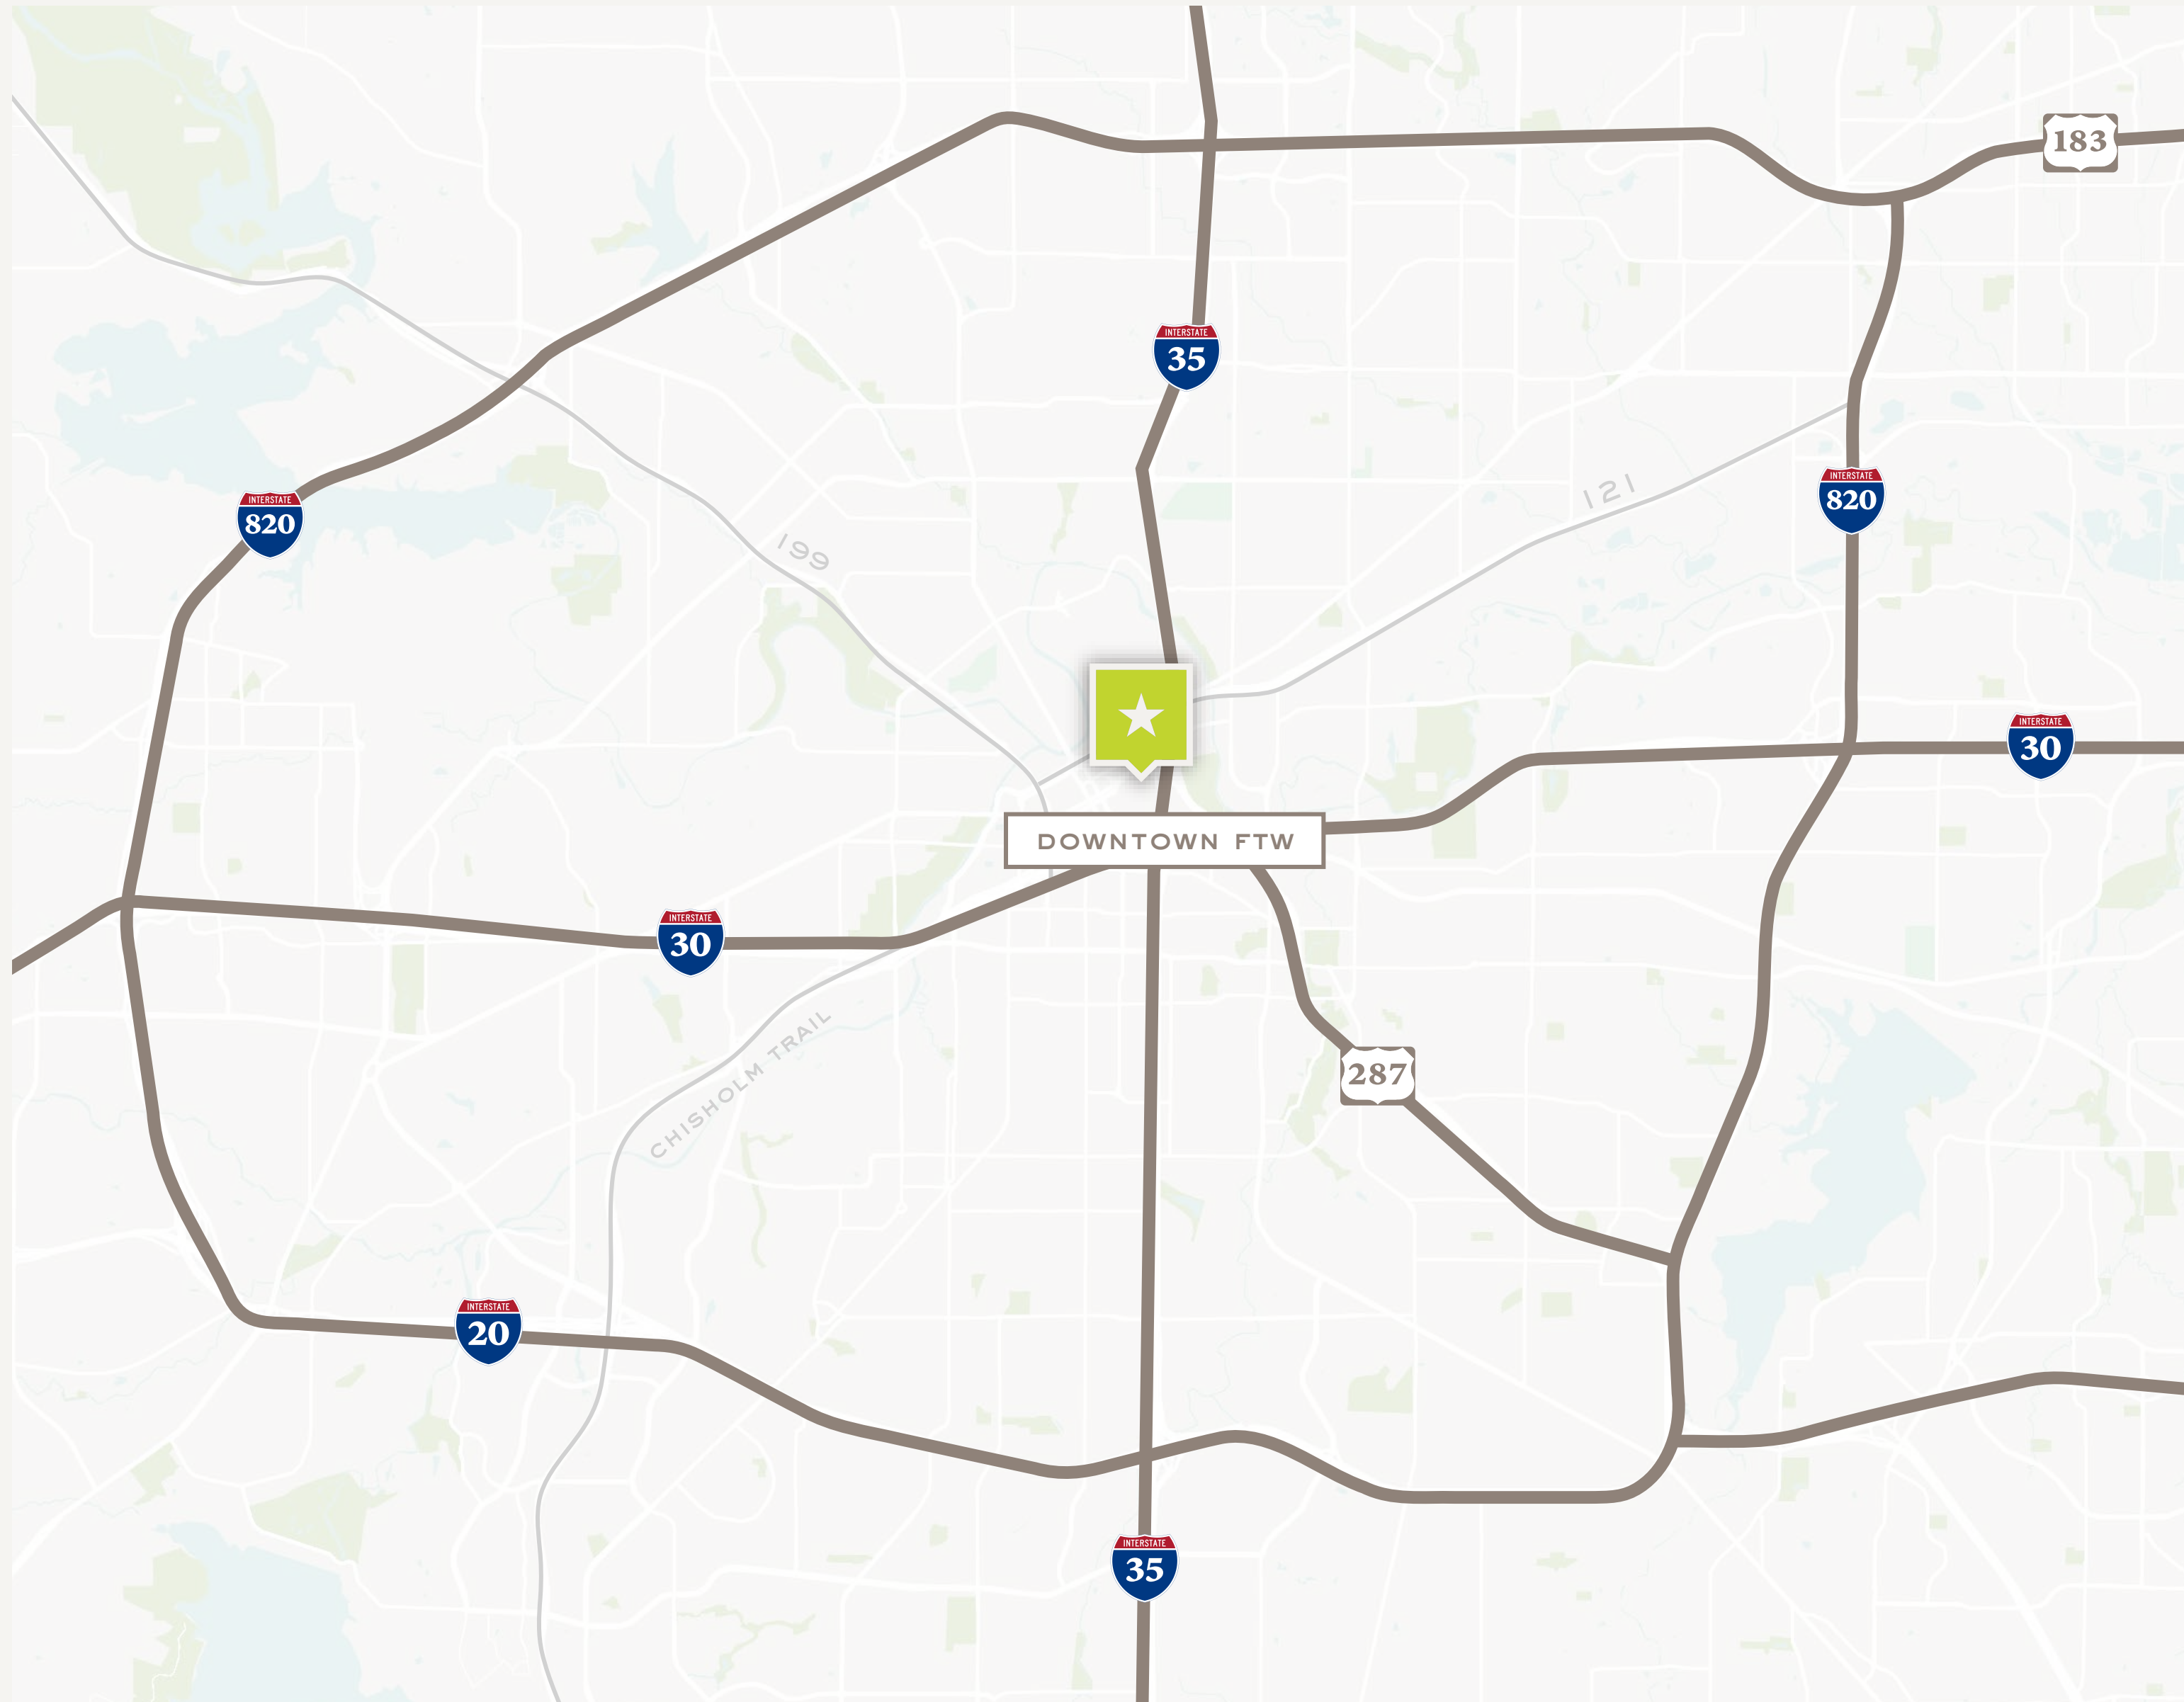 183
INTERSTATE
35
INTERSTATE
820
INTERSTATE
820
121
199
INTERSTATE
30
DOWNTOWN FTW
INTERSTATE
30
287
CHISHOLM TRAIL
INTERSTATE
20
INTERSTATE
35